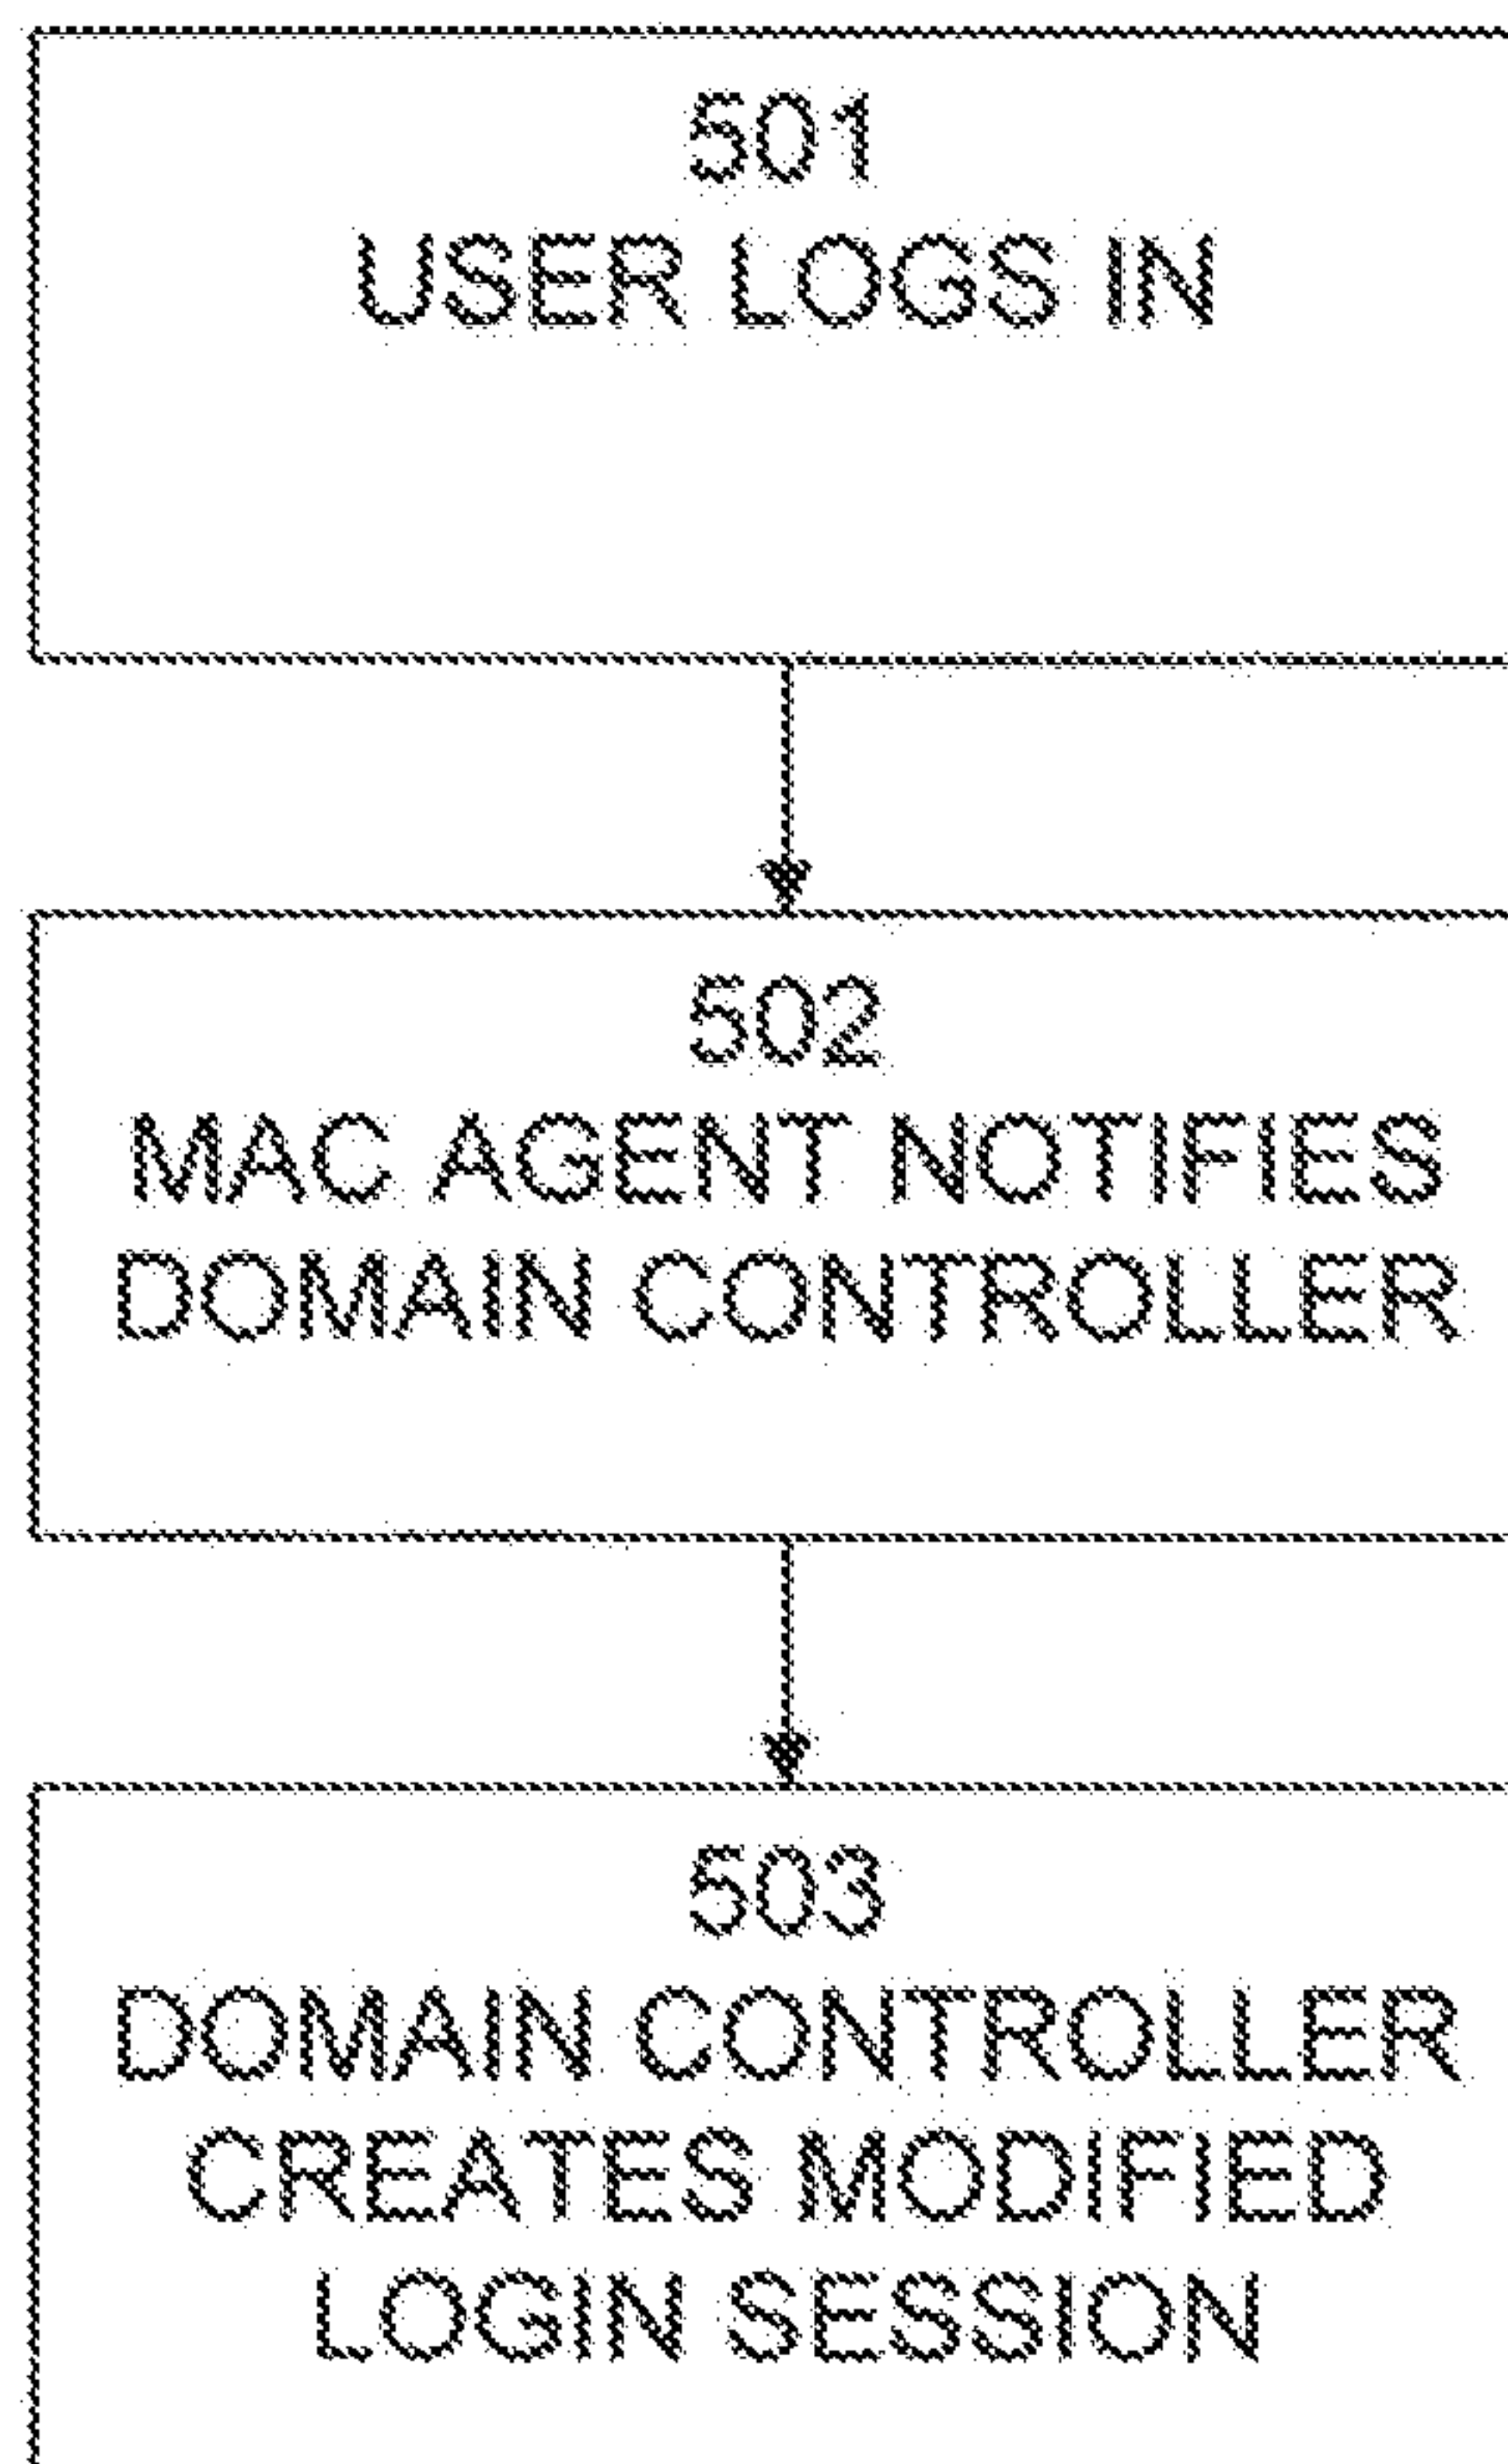 501
USER LOGS IN
502
MAC AGENT NOTIFIES
DOMAIN CONTROLLER
503
DOMAIN CONTROLLER
CREATES MODIFIED
LOGIN SESSION